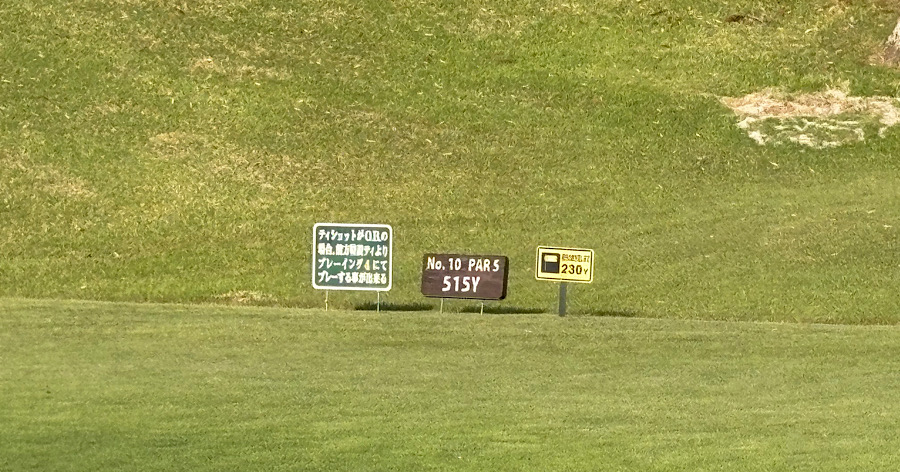 ティショットがO.B.の
場合、前方特設ティより
プレーイング4にて
プレーする事が出来る
No. 10 PAR 5
515Y
230Y